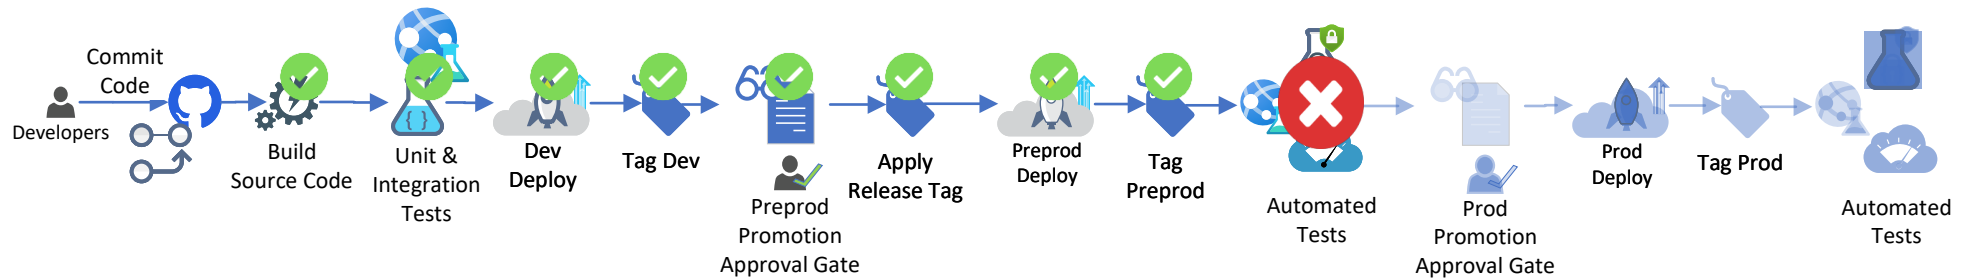 Commit
Code
Developers
Build
Source Code
{ }
Unit &
Integration
Tests
Dev
Deploy
Tag Dev
Preprod
Promotion
Approval Gate
Apply
Release Tag
Preprod
Deploy
Tag
Preprod
Automated
Tests
Prod
Promotion
Approval Gate
Prod
Deploy
Tag Prod
Automated
Tests